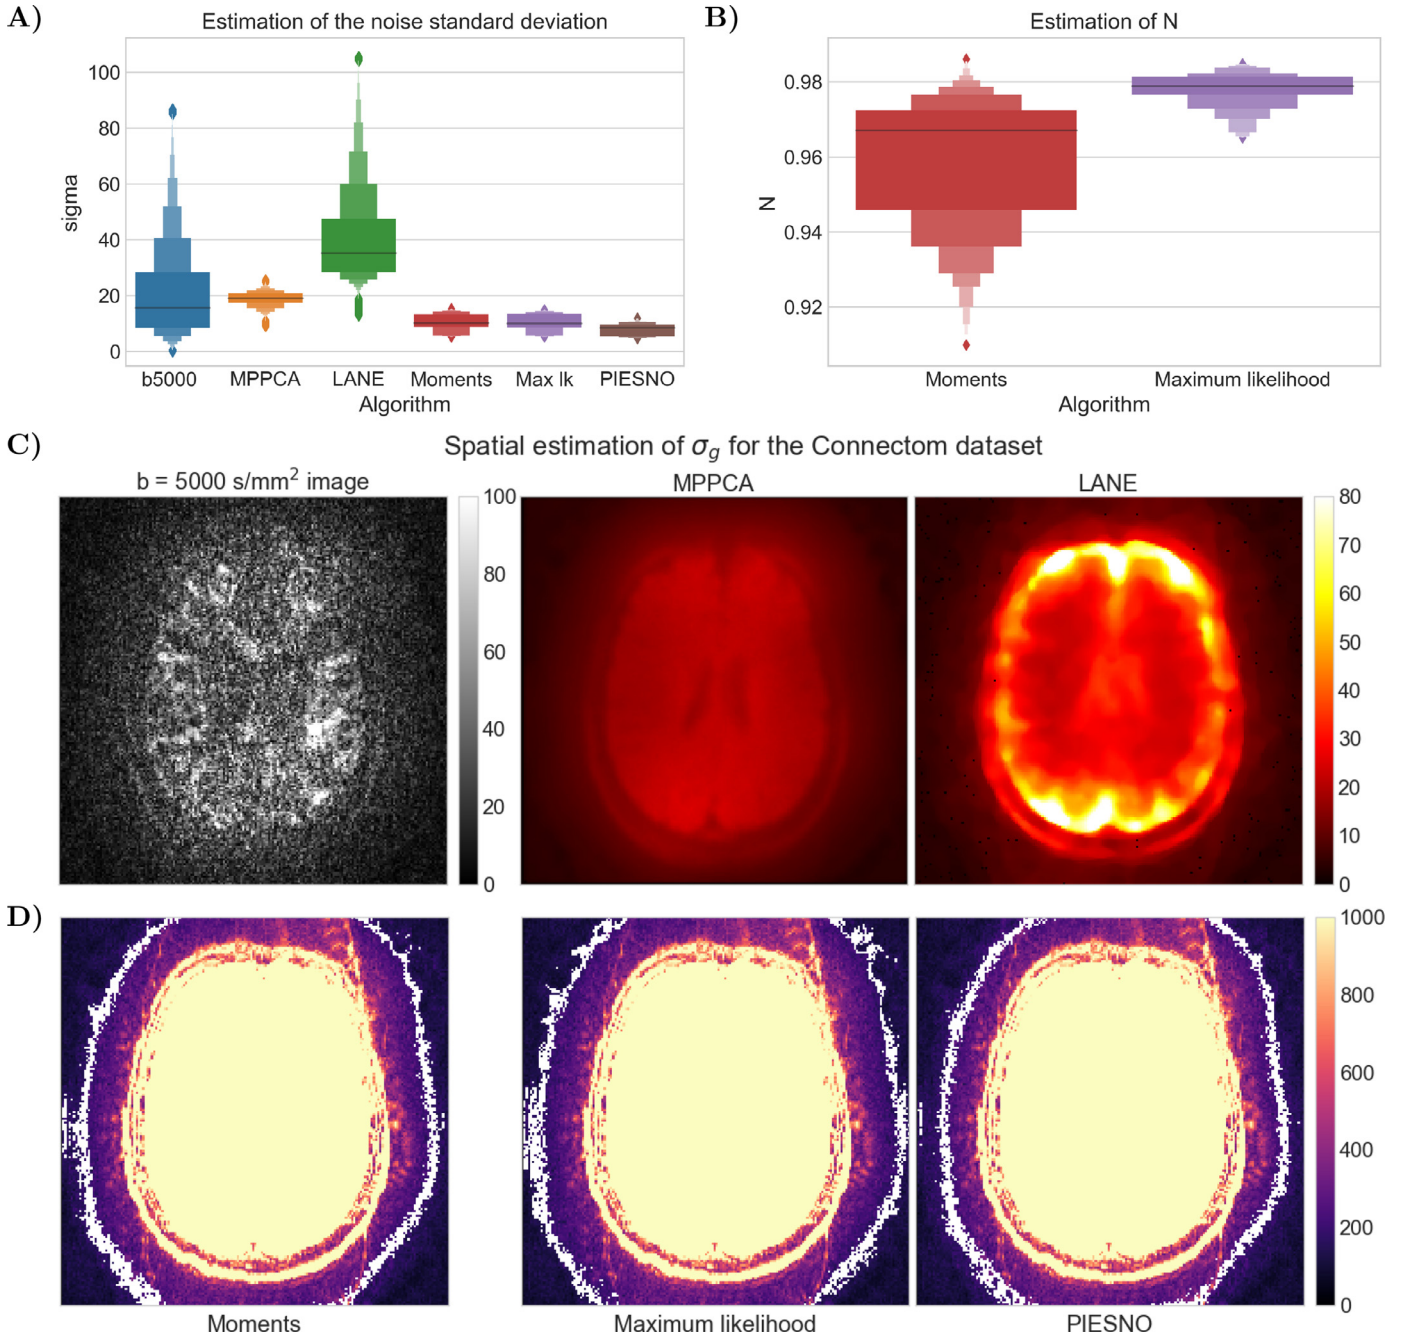 A)
Estimation of the noise standard deviation
100
80
60
40
20
0
sigma
b5000 MPPCA LANE Moments Max lk PIESNO
Algorithm
B)
Estimation of N
0.98
0.96
0.94
0.92
N
Moments Maximum likelihood
Algorithm
C)
Spatial estimation of σg for the Connectom dataset
b = 5000 s/mm² image
100
80
60
40
20
0
MPPCA
LANE
80
70
60
50
40
30
20
10
0
D)
1000
800
600
400
200
0
Moments Maximum likelihood PIESNO